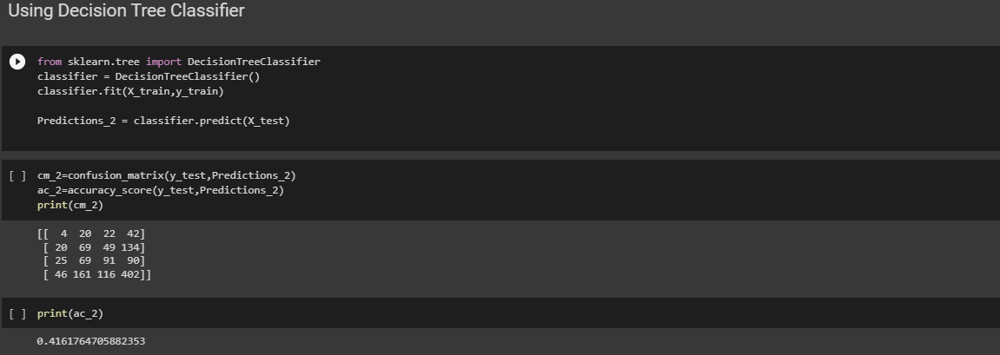 Using Decision Tree Classifier
from sklearn.tree import DecisionTreeClassifier
classifier = DecisionTreeClassifier()
classifier.fit(X_train,y_train)
Predictions_2 = classifier.predict(X_test)
[ ] cm_2=confusion_matrix(y_test,Predictions_2)
ac_2=accuracy_score(y_test,Predictions_2)
print(cm_2)
[[  4  20  22  42]
 [ 20  69  49 134]
 [ 25  69  91  90]
 [ 46 161 116 402]]
[ ] print(ac_2)
0.4161764705882353